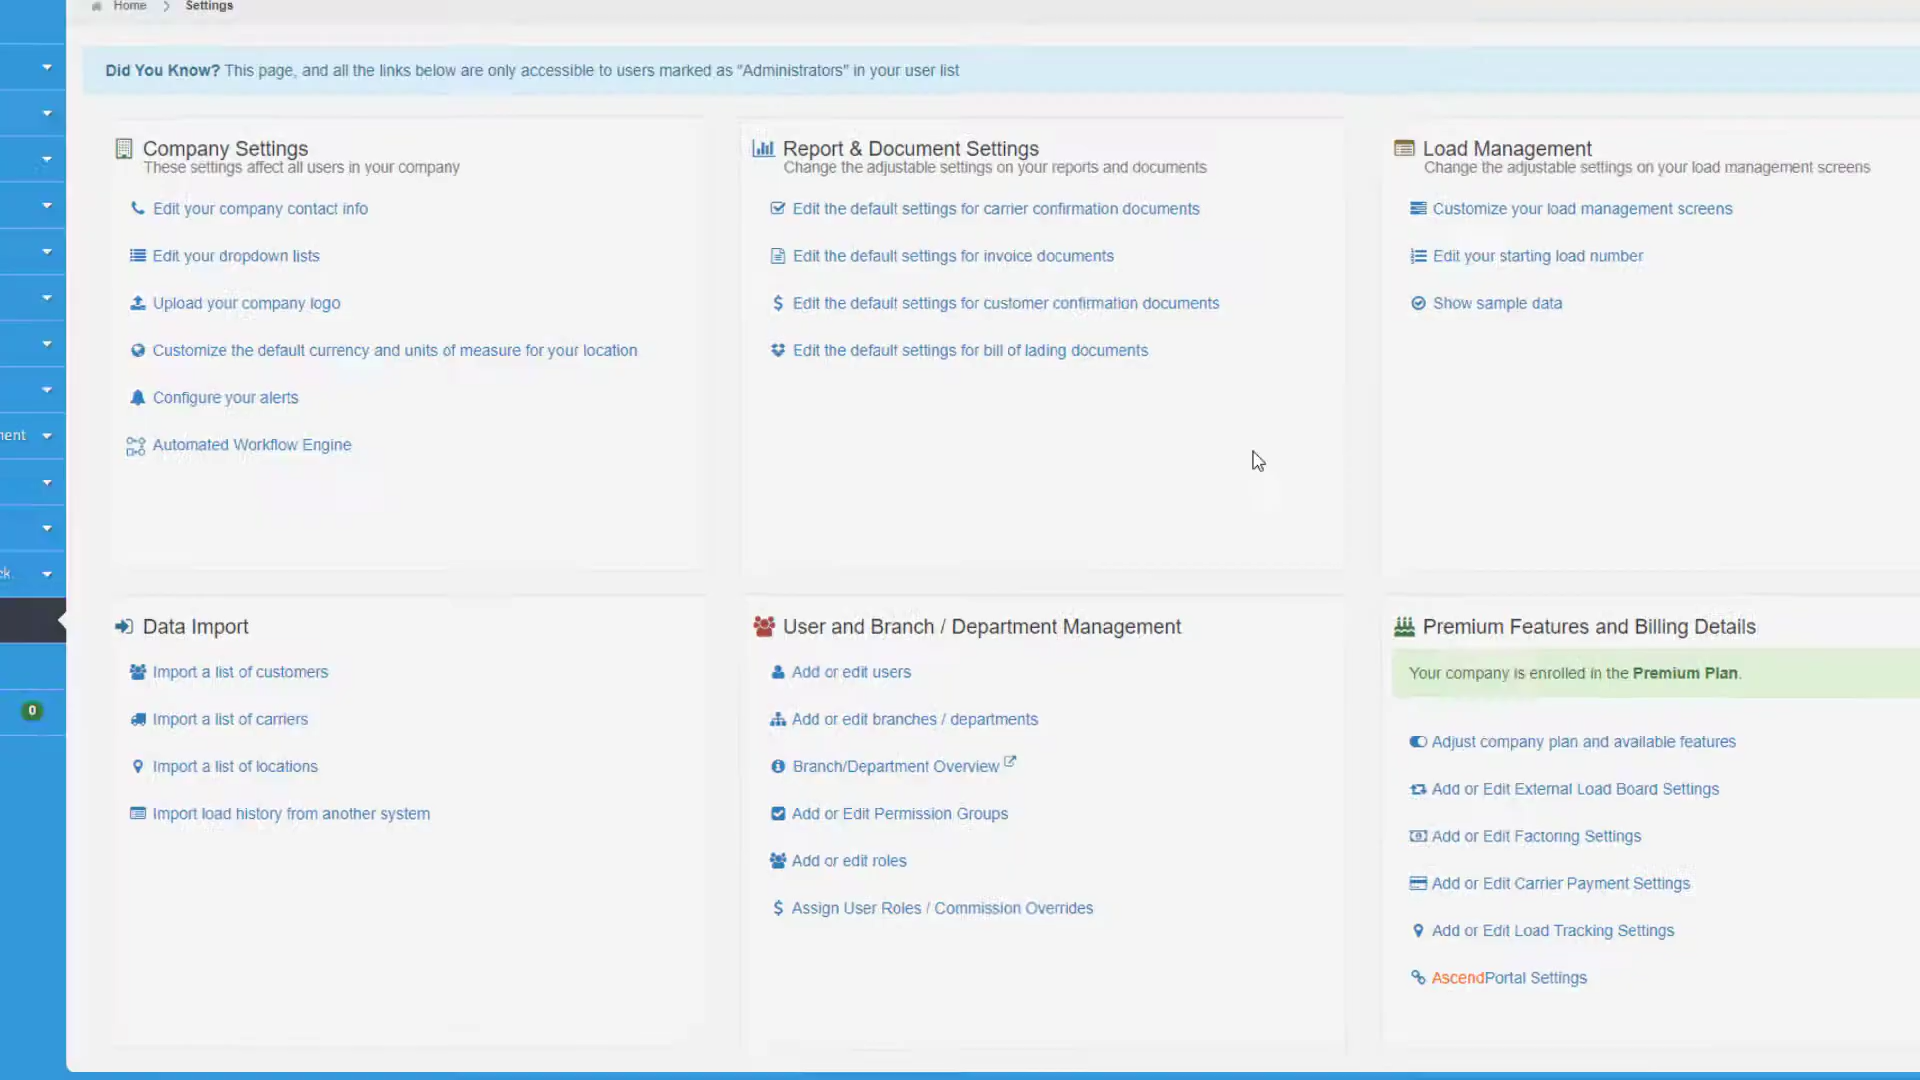 Home > Settings
Did You Know? This page, and all the links below are only accessible to users marked as "Administrators" in your user list
Company Settings
These settings affect all users in your company
Edit your company contact info
Edit your dropdown lists
Upload your company logo
Customize the default currency and units of measure for your location
Configure your alerts
Automated Workflow Engine
Report & Document Settings
Change the adjustable settings on your reports and documents
Edit the default settings for carrier confirmation documents
Edit the default settings for invoice documents
Edit the default settings for customer confirmation documents
Edit the default settings for bill of lading documents
Load Management
Change the adjustable settings on your load management screens
Customize your load management screens
Edit your starting load number
Show sample data
Data Import
Import a list of customers
Import a list of carriers
Import a list of locations
Import load history from another system
User and Branch / Department Management
Add or edit users
Add or edit branches / departments
Branch/Department Overview
Add or Edit Permission Groups
Add or edit roles
Assign User Roles / Commission Overrides
Premium Features and Billing Details
Your company is enrolled in the Premium Plan.
Adjust company plan and available features
Add or Edit External Load Board Settings
Add or Edit Factoring Settings
Add or Edit Carrier Payment Settings
Add or Edit Load Tracking Settings
AscendPortal Settings
0